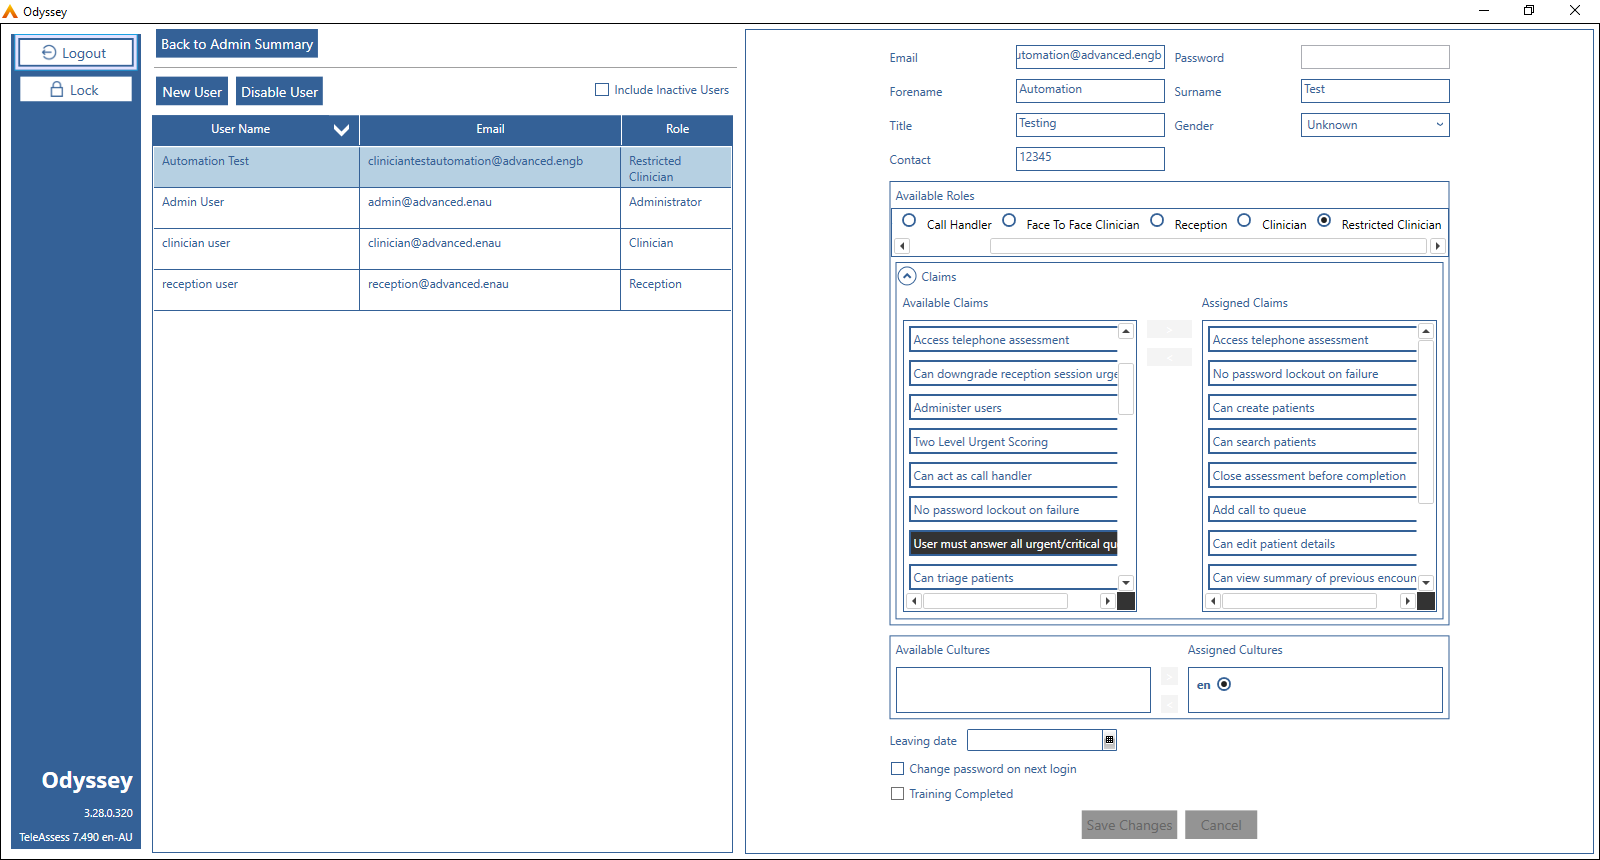 Odyssey
Logout
Lock
Odyssey
3.28.0.320
TeleAssess 7.490 en-AU
Back to Admin Summary
New User
Disable User
Include Inactive Users
User Name Email Role
Automation Test cliniciantestautomation@advanced.engb Restricted Clinician
Admin User admin@advanced.enau Administrator
clinician user clinician@advanced.enau Clinician
reception user reception@advanced.enau Reception
Email utomation@advanced.engb Password
Forename Automation Surname Test
Title Testing Gender Unknown
Contact 12345
Available Roles
Call Handler Face To Face Clinician Reception Clinician Restricted Clinician
Claims
Available Claims
Access telephone assessment
Can downgrade reception session urge
Administer users
Two Level Urgent Scoring
Can act as call handler
No password lockout on failure
User must answer all urgent/critical qu
Can triage patients
Assigned Claims
Access telephone assessment
No password lockout on failure
Can create patients
Can search patients
Close assessment before completion
Add call to queue
Can edit patient details
Can view summary of previous encoun
Available Cultures
Assigned Cultures
en
Leaving date
Change password on next login
Training Completed
Save Changes
Cancel